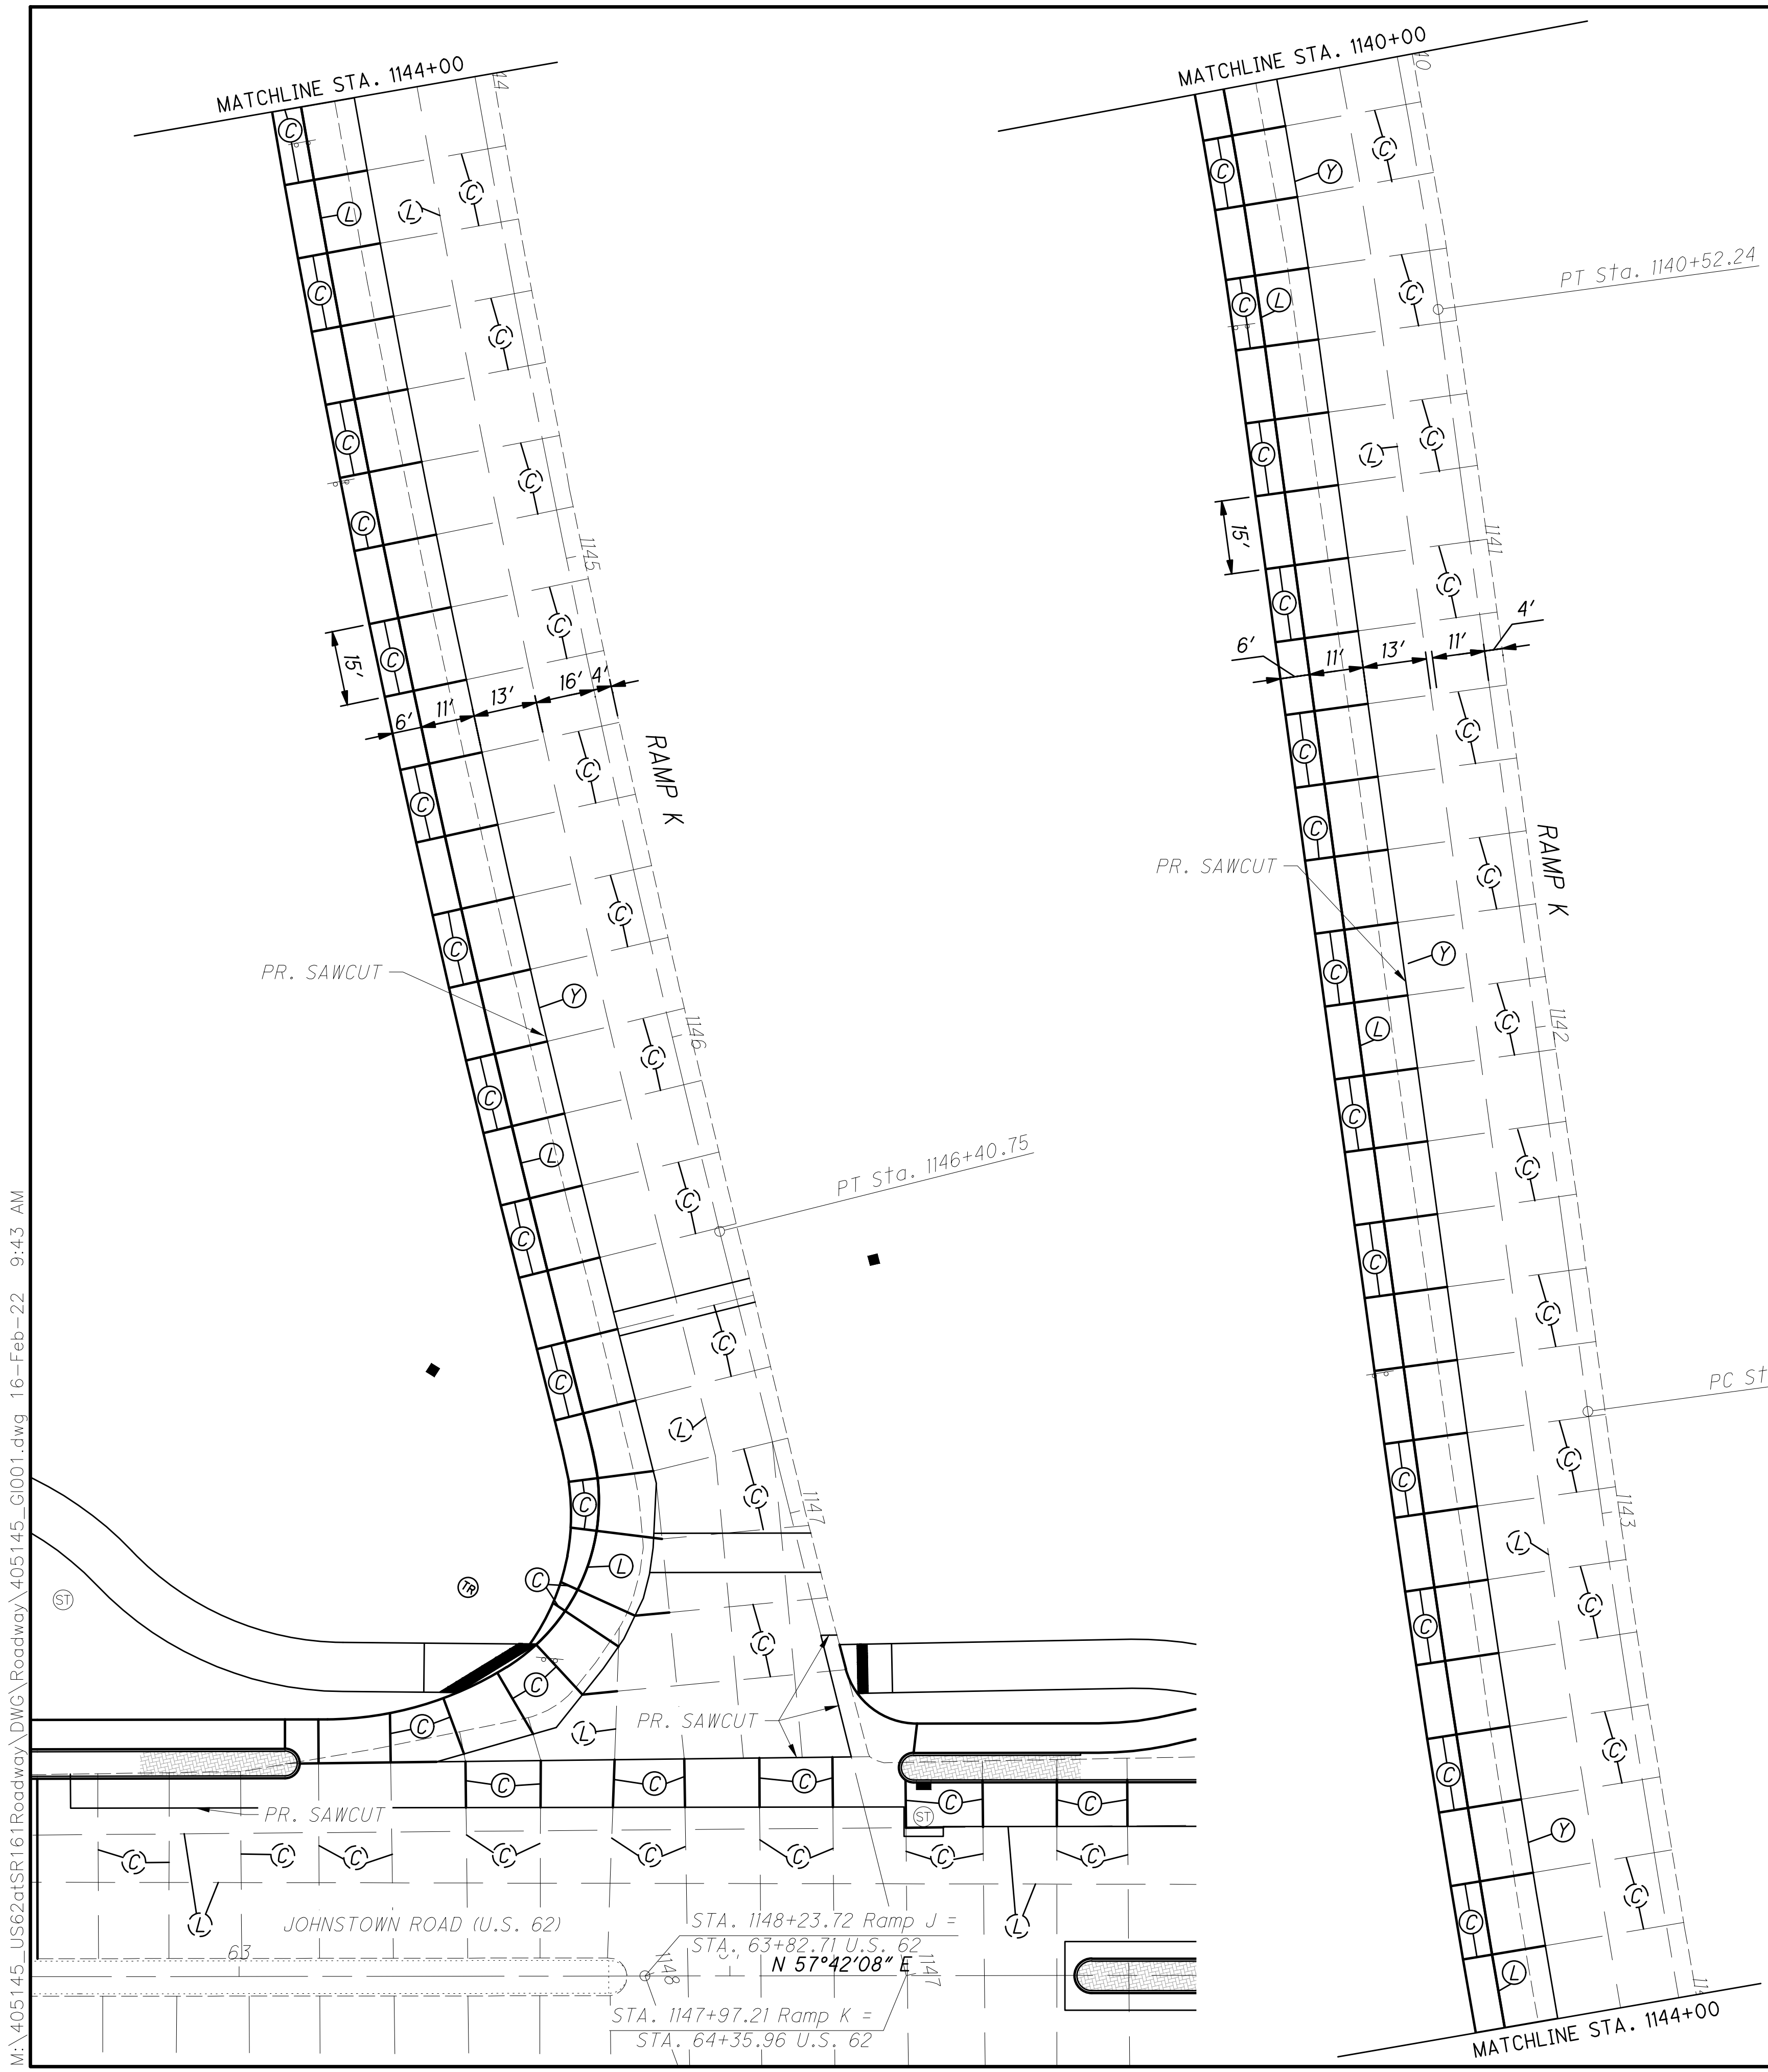 MATCHLINE STA. 1144+00
44
C
L
L
C
C
C
C
C
C
1145
C
C
15'
C
6'
11'
13'
16'
4'
RAMP K
C
C
C
C
PR. SAWCUT
Y
1146
C
C
L
PT Sta. 1146+40.75
C
C
C
C
L
C
C
1147
L
C
TR
ST
C
C
C
L
PR. SAWCUT
C
C
C
C
C
PR. SAWCUT
ST
C
C
C
C
C
C
C
C
C
L
L
JOHNSTOWN ROAD (U.S. 62)
63
STA. 1148+23.72 Ramp J =
STA. 63+82.71 U.S. 62
N 57°42'08" E
1148
1147
STA. 1147+97.21 Ramp K =
STA. 64+35.96 U.S. 62
MATCHLINE STA. 1140+00
C
Y
C
PT Sta. 1140+52.24
C
L
C
C
L
C
15'
1141
C
C
6'
11'
13'
11'
4'
C
C
RAMP K
C
C
PR. SAWCUT
C
Y
1142
C
L
C
C
C
C
PC St
C
C
1143
L
C
C
C
C
Y
C
C
L
MATCHLINE STA. 1144+00
M:\405145_US62atSR161Roadway\DWG\Roadway\405145_GI001.dwg 16-Feb-22 9:43 AM